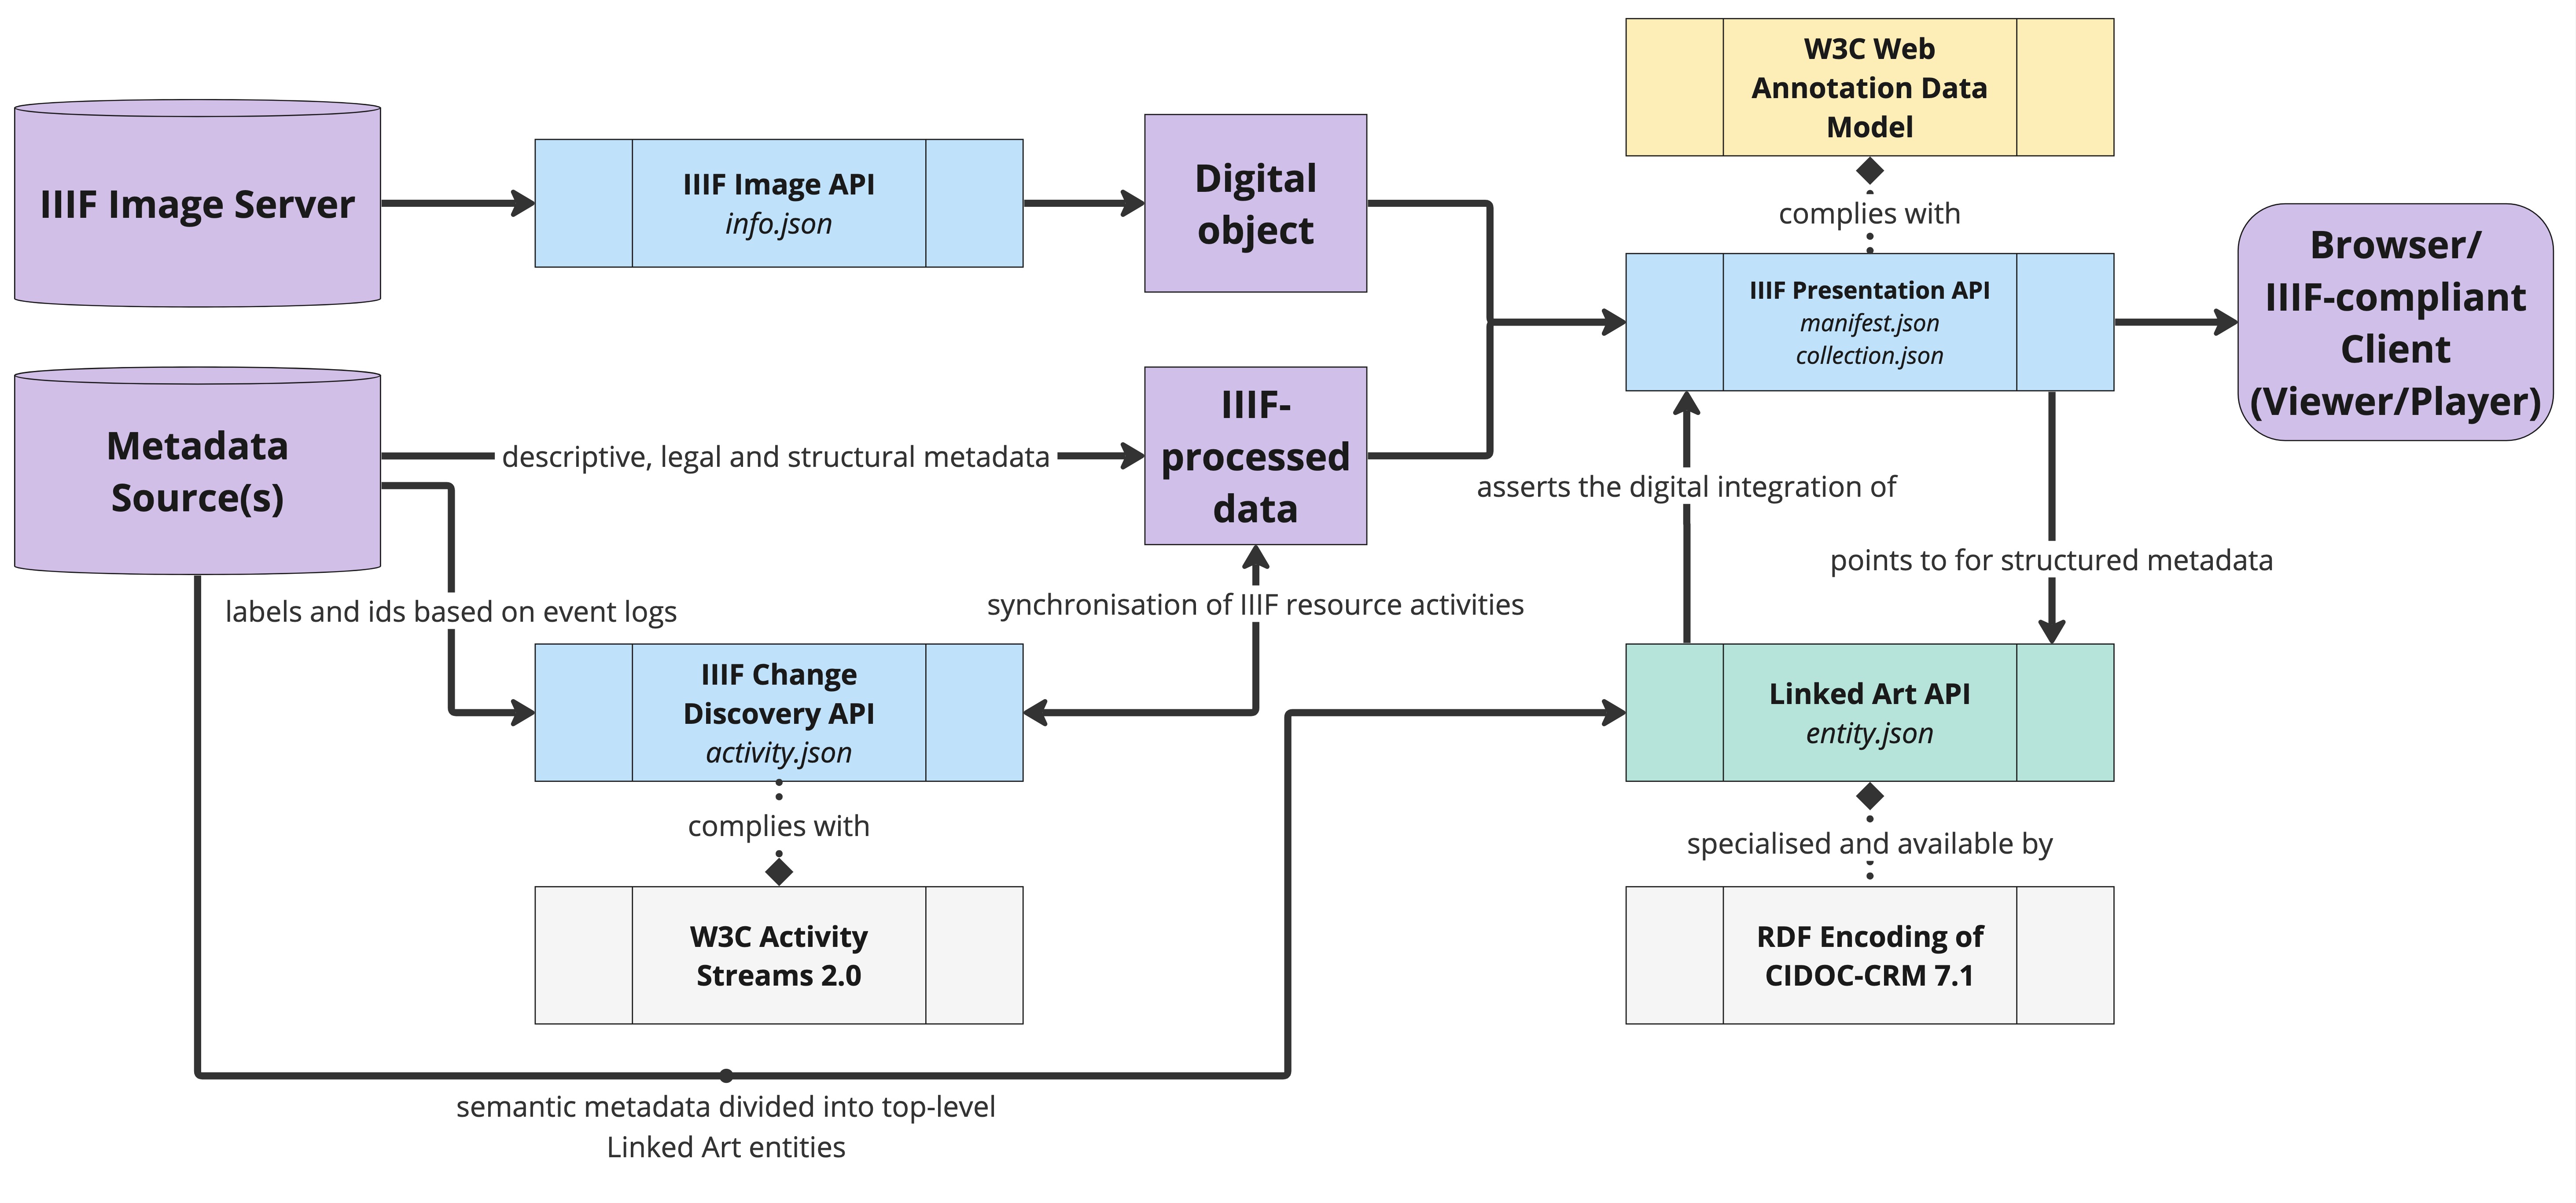 IIIF Image Server
IIIF Image API
info.json
Digital
object
W3C Web
Annotation Data
Model
complies with
IIIF Presentation API
manifest.json
collection.json
Browser/
IIIF-compliant
Client
(Viewer/Player)
Metadata
Source(s)
descriptive, legal and structural metadata
IIIF-
processed
data
asserts the digital integration of
points to for structured metadata
labels and ids based on event logs
synchronisation of IIIF resource activities
IIIF Change
Discovery API
activity.json
Linked Art API
entity.json
complies with
specialised and available by
W3C Activity
Streams 2.0
RDF Encoding of
CIDOC-CRM 7.1
semantic metadata divided into top-level
Linked Art entities